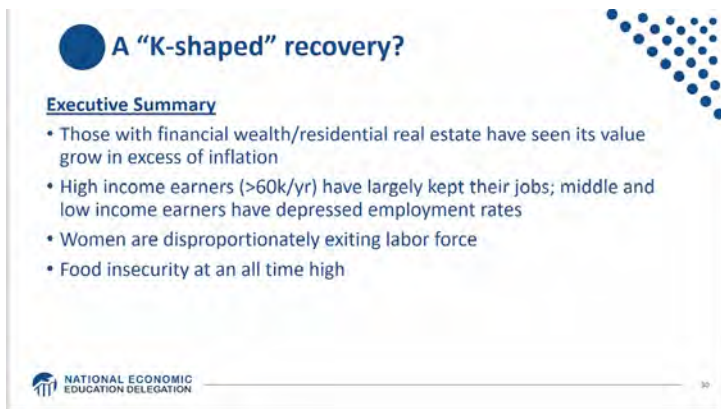 A “K-shaped” recovery?
Executive Summary
• Those with financial wealth/residential real estate have seen its value
grow in excess of inflation
• High income earners (>60k/yr) have largely kept their jobs; middle and
low income earners have depressed employment rates
• Women are disproportionately exiting labor force
• Food insecurity at an all time high
NATIONAL ECONOMIC
EDUCATION DELEGATION